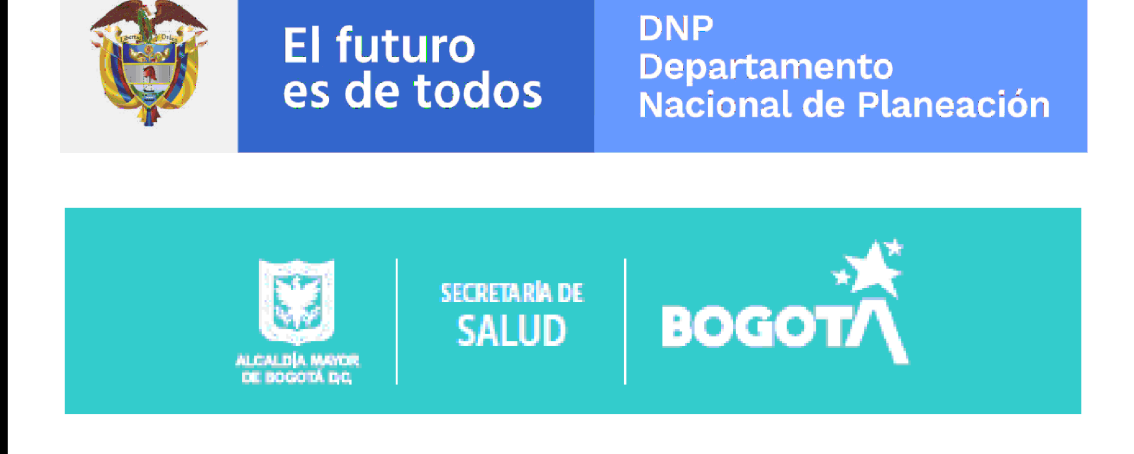 El futuro
es de todos
DNP
Departamento
Nacional de Planeación
ALCALDÍA MAYOR
DE BOGOTÁ D.C.
SECRETARÍA DE
SALUD
BOGOTÁ